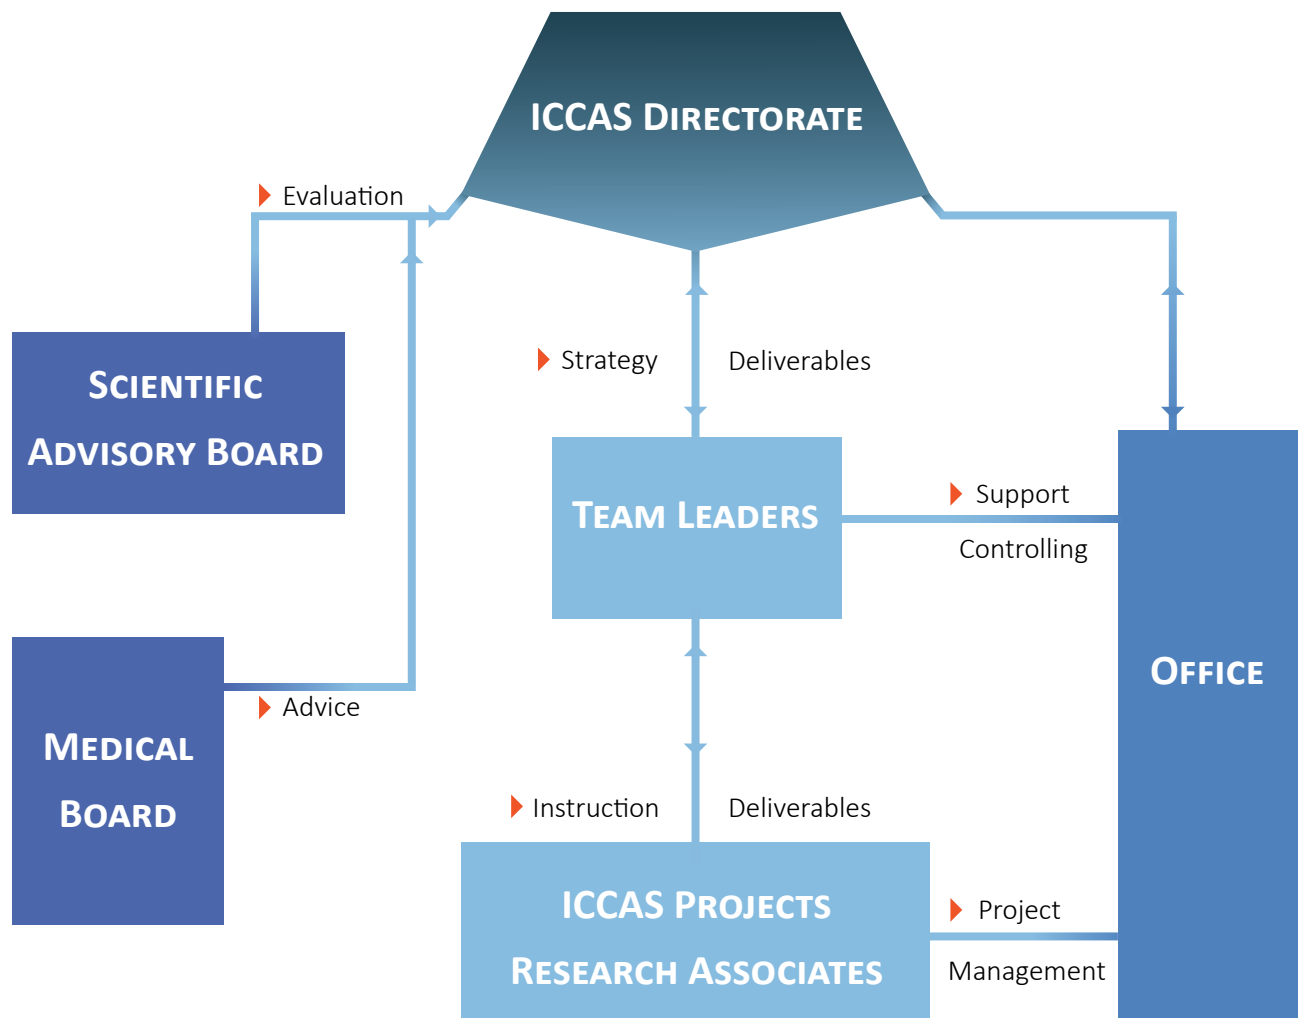 ICCAS DIRECTORATE
Evaluation
Strategy
Deliverables
SCIENTIFIC
ADVISORY BOARD
TEAM LEADERS
Support
Controlling
OFFICE
Advice
MEDICAL
BOARD
Instruction
Deliverables
ICCAS PROJECTS
RESEARCH ASSOCIATES
Project
Management